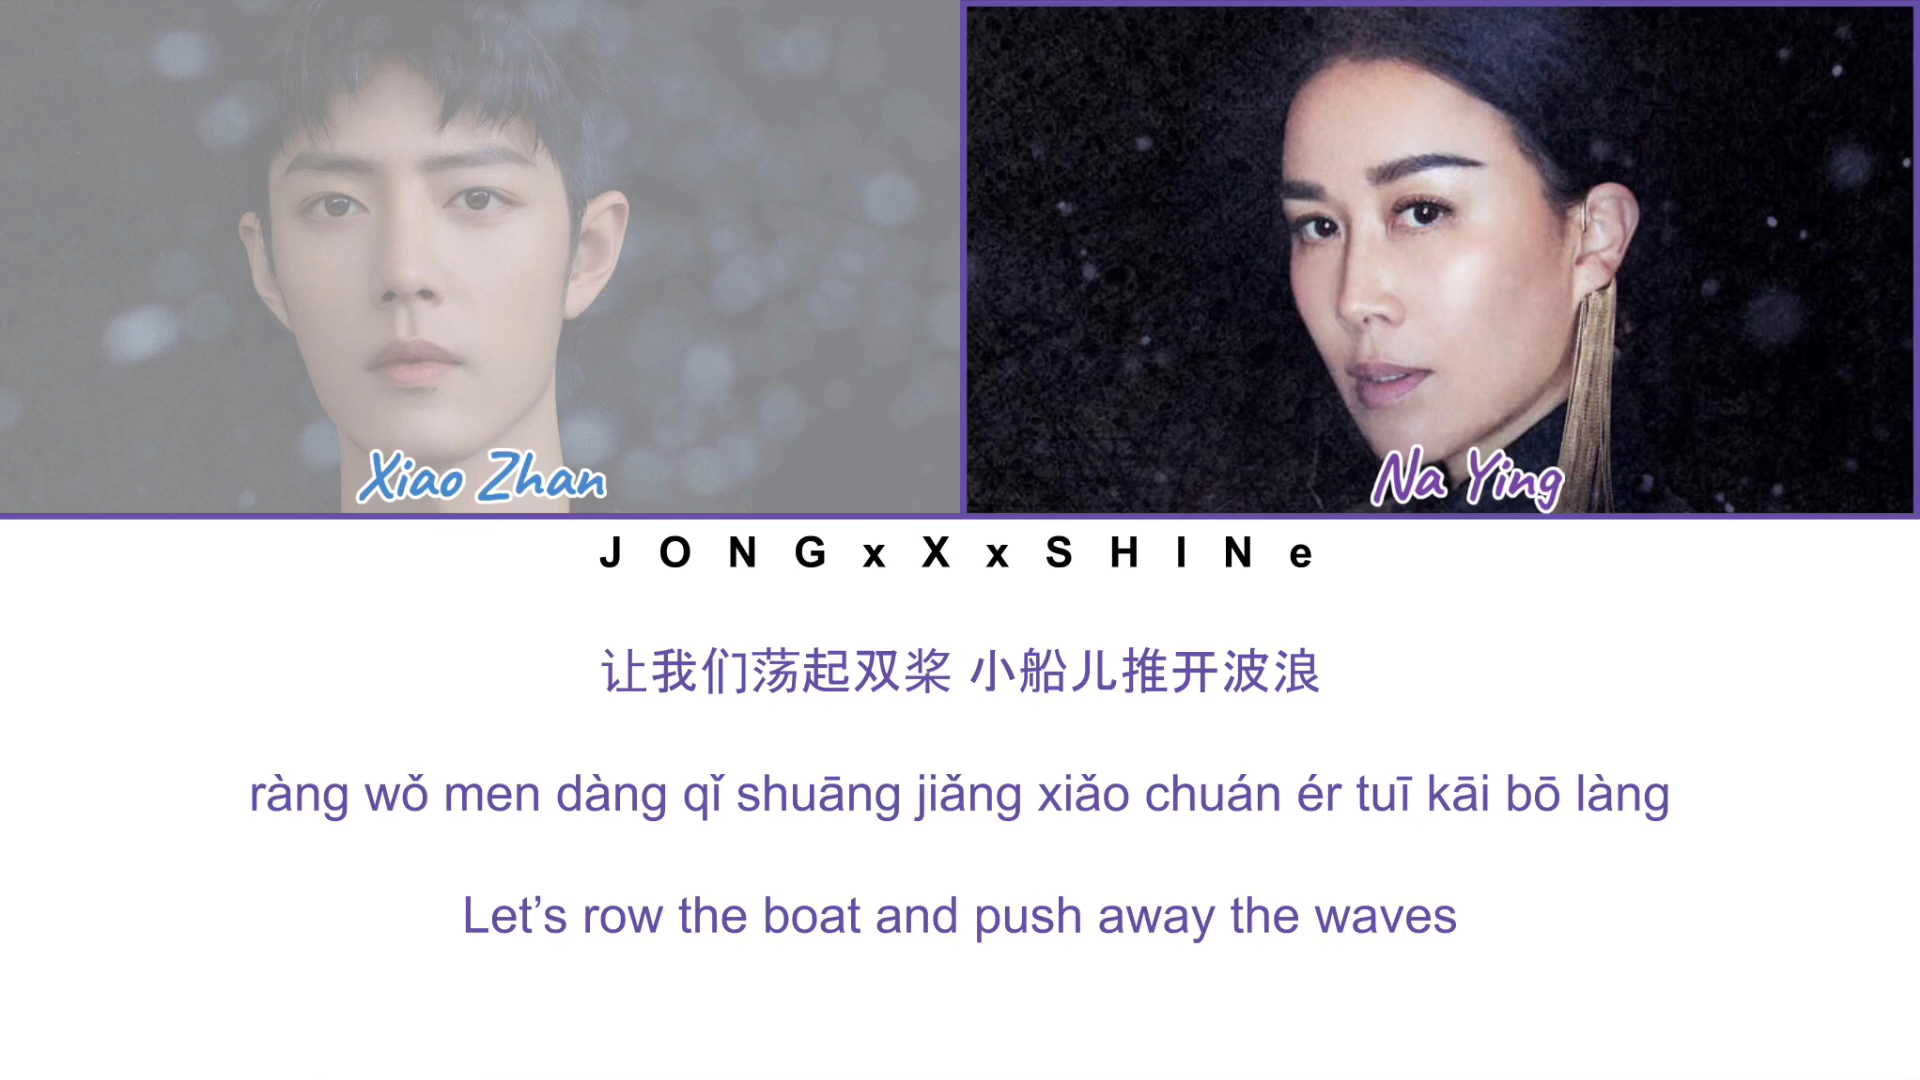 Xiao Zhan
Na Ying
J O N G x X x S H I N e
让我们荡起双桨 小船儿推开波浪
ràng wǒ men dàng qǐ shuāng jiǎng xiǎo chuán ér tuī kāi bō làng
Let’s row the boat and push away the waves